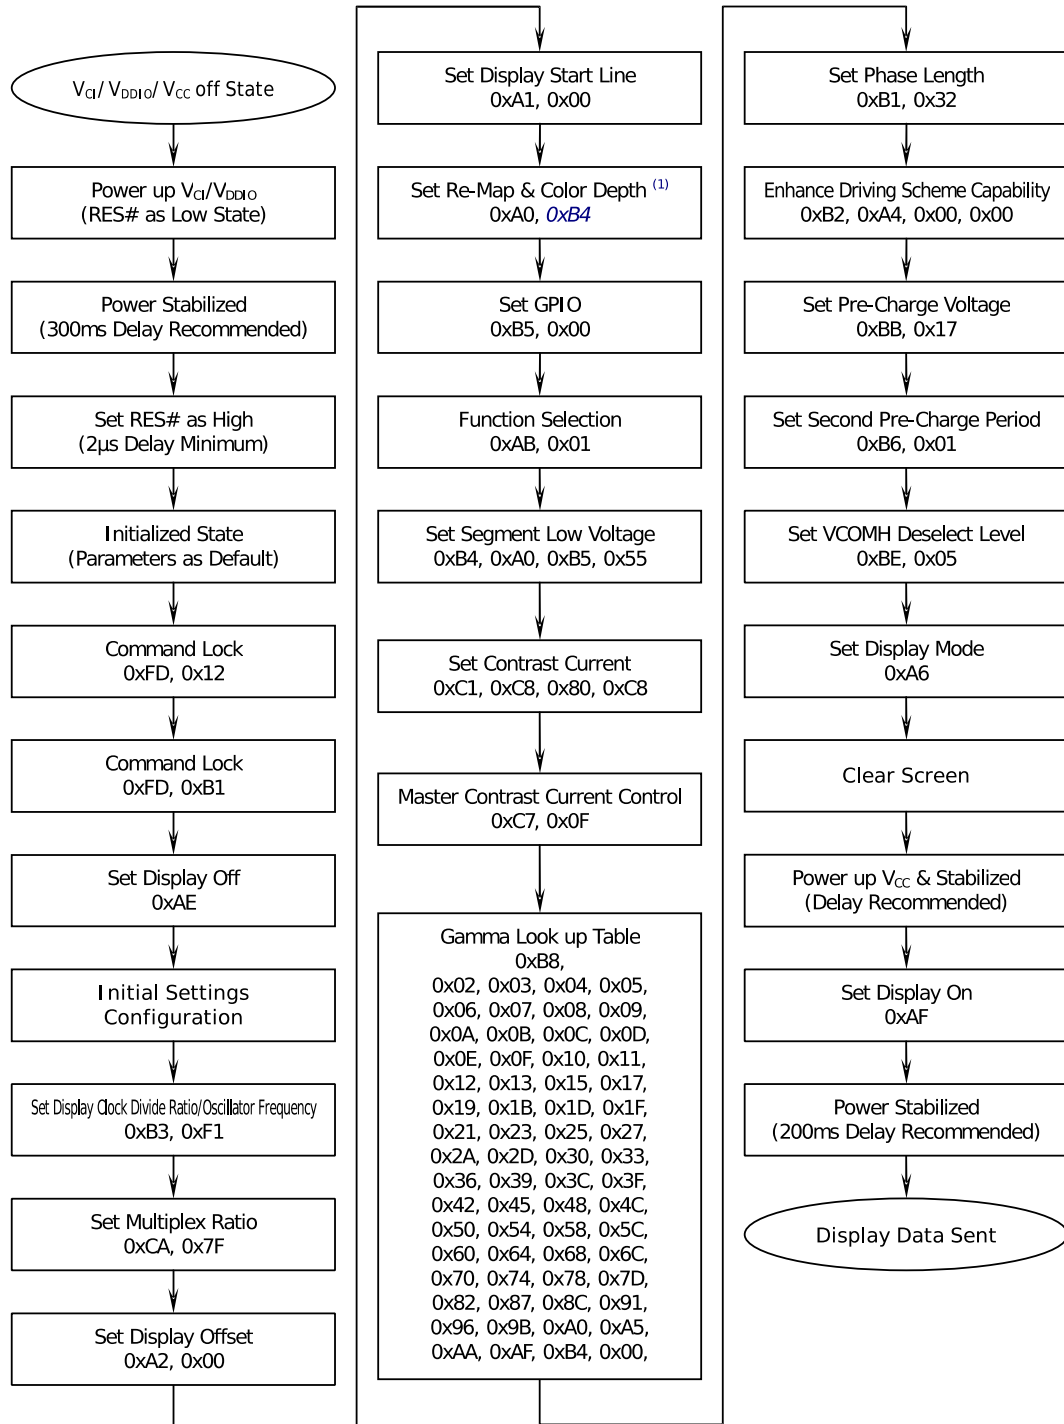 V_CI/ V_DDIO/ V_CC off State
Power up V_CI/V_DDIO
(RES# as Low State)
Power Stabilized
(300ms Delay Recommended)
Set RES# as High
(2μs Delay Minimum)
Initialized State
(Parameters as Default)
Command Lock
0xFD, 0x12
Command Lock
0xFD, 0xB1
Set Display Off
0xAE
Initial Settings
Configuration
Set Display Clock Divide Ratio/Oscillator Frequency
0xB3, 0xF1
Set Multiplex Ratio
0xCA, 0x7F
Set Display Offset
0xA2, 0x00
Set Display Start Line
0xA1, 0x00
Set Re-Map & Color Depth (1)
0xA0, 0xB4
Set GPIO
0xB5, 0x00
Function Selection
0xAB, 0x01
Set Segment Low Voltage
0xB4, 0xA0, 0xB5, 0x55
Set Contrast Current
0xC1, 0xC8, 0x80, 0xC8
Master Contrast Current Control
0xC7, 0x0F
Gamma Look up Table
0xB8,
0x02, 0x03, 0x04, 0x05,
0x06, 0x07, 0x08, 0x09,
0x0A, 0x0B, 0x0C, 0x0D,
0x0E, 0x0F, 0x10, 0x11,
0x12, 0x13, 0x15, 0x17,
0x19, 0x1B, 0x1D, 0x1F,
0x21, 0x23, 0x25, 0x27,
0x2A, 0x2D, 0x30, 0x33,
0x36, 0x39, 0x3C, 0x3F,
0x42, 0x45, 0x48, 0x4C,
0x50, 0x54, 0x58, 0x5C,
0x60, 0x64, 0x68, 0x6C,
0x70, 0x74, 0x78, 0x7D,
0x82, 0x87, 0x8C, 0x91,
0x96, 0x9B, 0xA0, 0xA5,
0xAA, 0xAF, 0xB4, 0x00,
Set Phase Length
0xB1, 0x32
Enhance Driving Scheme Capability
0xB2, 0xA4, 0x00, 0x00
Set Pre-Charge Voltage
0xBB, 0x17
Set Second Pre-Charge Period
0xB6, 0x01
Set VCOMH Deselect Level
0xBE, 0x05
Set Display Mode
0xA6
Clear Screen
Power up V_CC & Stabilized
(Delay Recommended)
Set Display On
0xAF
Power Stabilized
(200ms Delay Recommended)
Display Data Sent